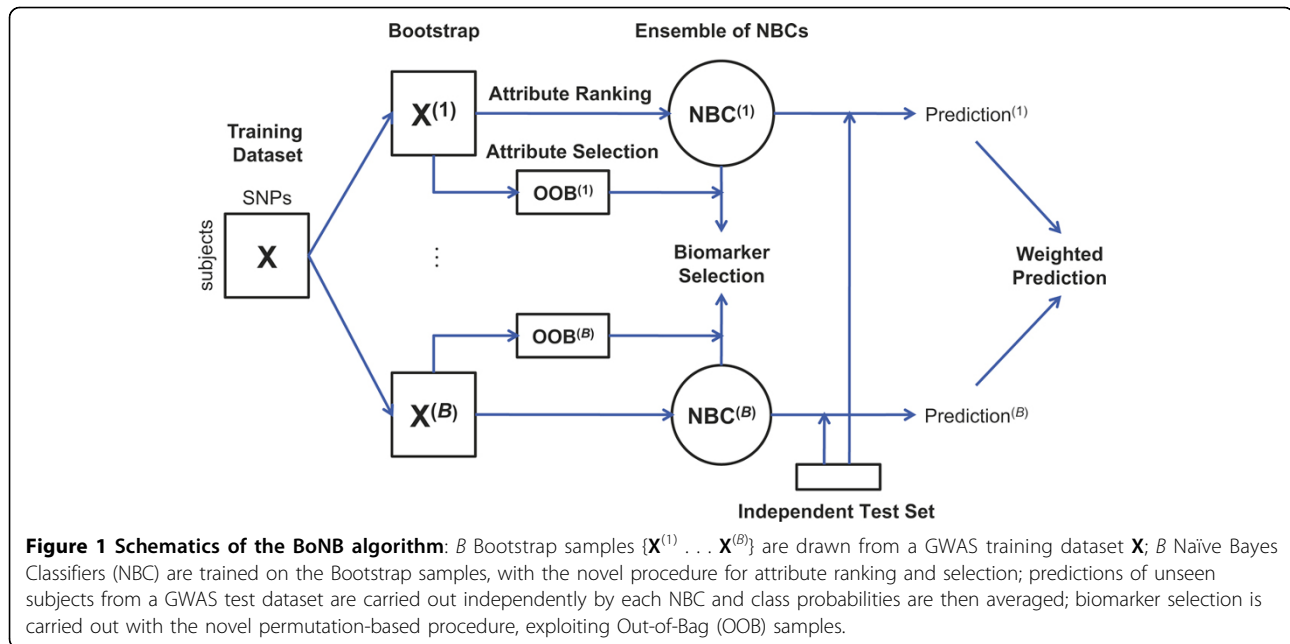 Bootstrap
Ensemble of NBCs
Training
Dataset
SNPs
subjects
X
X(1)
Attribute Ranking
NBC(1)
Prediction(1)
Attribute Selection
OOB(1)
⋮
Biomarker
Selection
Weighted
Prediction
OOB(B)
X(B)
NBC(B)
Prediction(B)
Independent Test Set
Figure 1 Schematics of the BoNB algorithm: B Bootstrap samples {X(1) . . . X(B)} are drawn from a GWAS training dataset X; B Naïve Bayes
Classifiers (NBC) are trained on the Bootstrap samples, with the novel procedure for attribute ranking and selection; predictions of unseen
subjects from a GWAS test dataset are carried out independently by each NBC and class probabilities are then averaged; biomarker selection is
carried out with the novel permutation-based procedure, exploiting Out-of-Bag (OOB) samples.